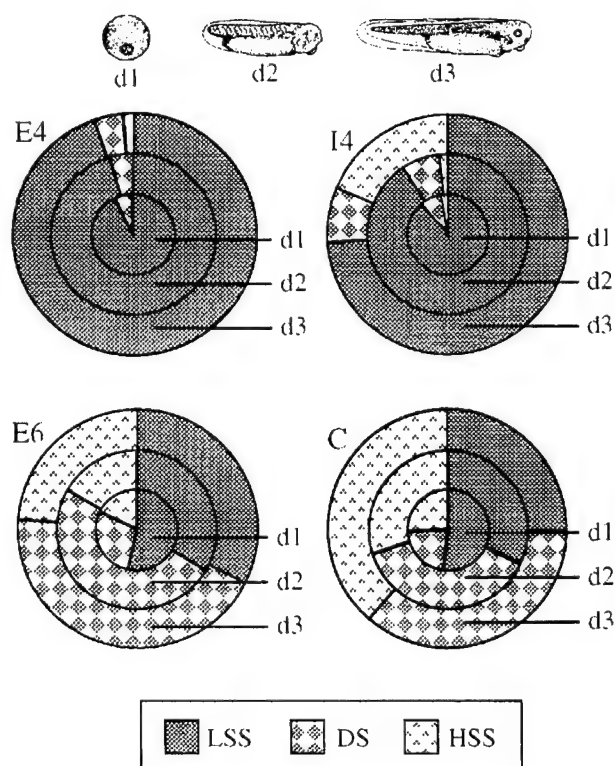 d1 d2 d3
E4 I4
d1 d1
d2 d2
d3 d3
E6 C
d1 d1
d2 d2
d3 d3
LSS DS HSS